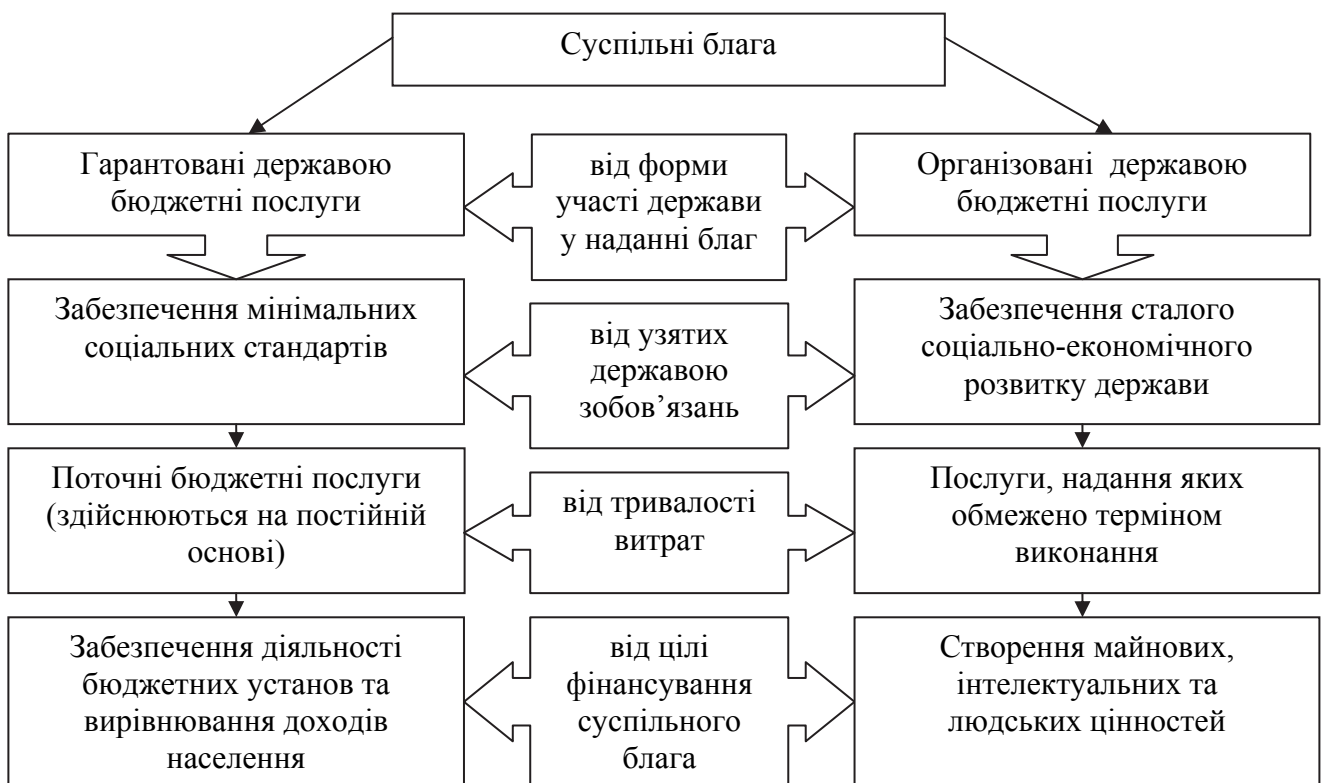 Суспільні блага
Гарантовані державою
бюджетні послуги
від форми
участі держави
у наданні благ
Організовані державою
бюджетні послуги
Забезпечення мінімальних
соціальних стандартів
від узятих
державою
зобов’язань
Забезпечення сталого
соціально-економічного
розвитку держави
Поточні бюджетні послуги
(здійснюються на постійній
основі)
від тривалості
витрат
Послуги, надання яких
обмежено терміном
виконання
Забезпечення діяльності
бюджетних установ та
вирівнювання доходів
населення
від цілі
фінансування
суспільного
блага
Створення майнових,
інтелектуальних та
людських цінностей